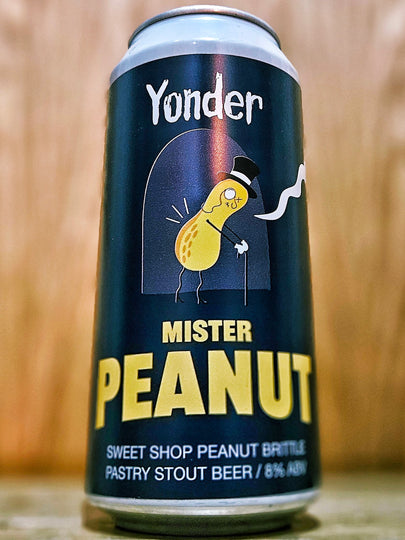 Yonder
MISTER
PEANUT
SWEET SHOP PEANUT BRITTLE
PASTRY STOUT BEER / 8% ABV